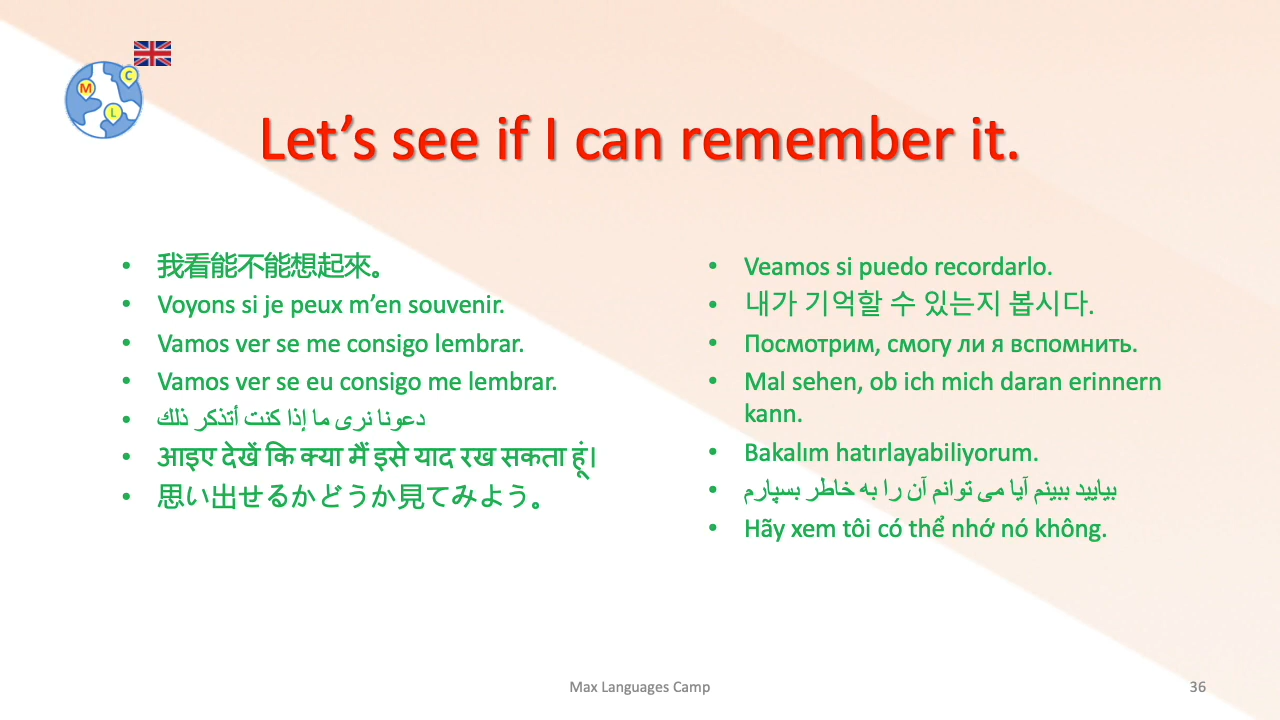 M C L
Let’s see if I can remember it.
我看能不能想起來。
Voyons si je peux m’en souvenir.
Vamos ver se me consigo lembrar.
Vamos ver se eu consigo me lembrar.
دعونا نرى ما إذا كنت أتذكر ذلك
आइए देखें कि क्या मैं इसे याद रख सकता हूं।
思い出せるかどうか見てみよう。
Veamos si puedo recordarlo.
내가 기억할 수 있는지 봅시다.
Посмотрим, смогу ли я вспомнить.
Mal sehen, ob ich mich daran erinnern
kann.
Bakalım hatırlayabiliyorum.
بیایید ببینم آیا می توانم آن را به خاطر بسپارم
Hãy xem tôi có thể nhớ nó không.
Max Languages Camp
36